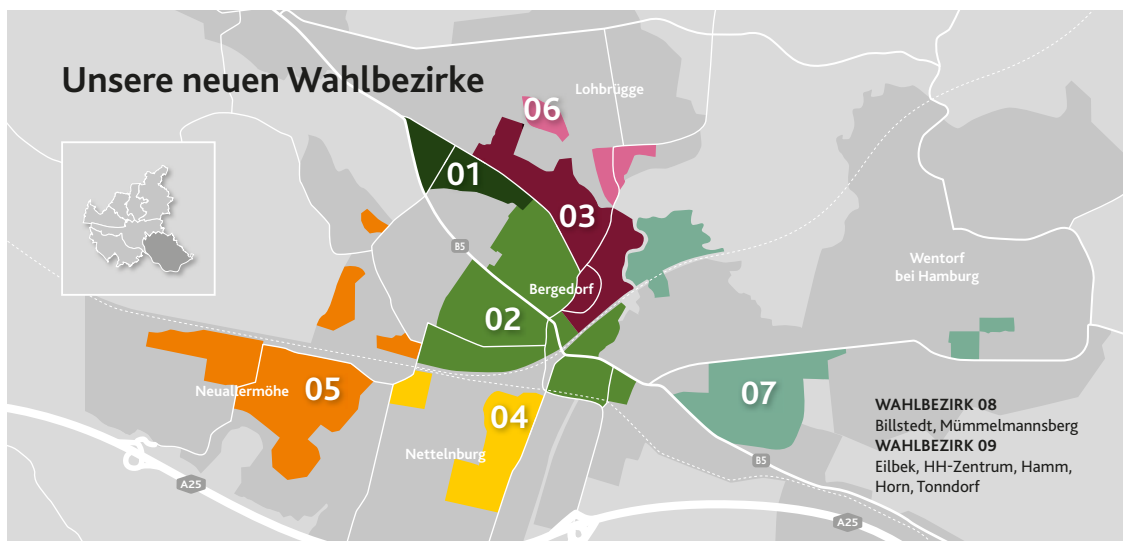 Unsere neuen Wahlbezirke
Lohbrügge
06
01
03
B5
Wentorf
bei Hamburg
Bergedorf
02
Neuallermöhe
05
07
04
WAHLBEZIRK 08
Billstedt, Mümmelmannsberg
WAHLBEZIRK 09
Eilbek, HH-Zentrum, Hamm,
Horn, Tonndorf
Nettelnburg
B5
A25
A25